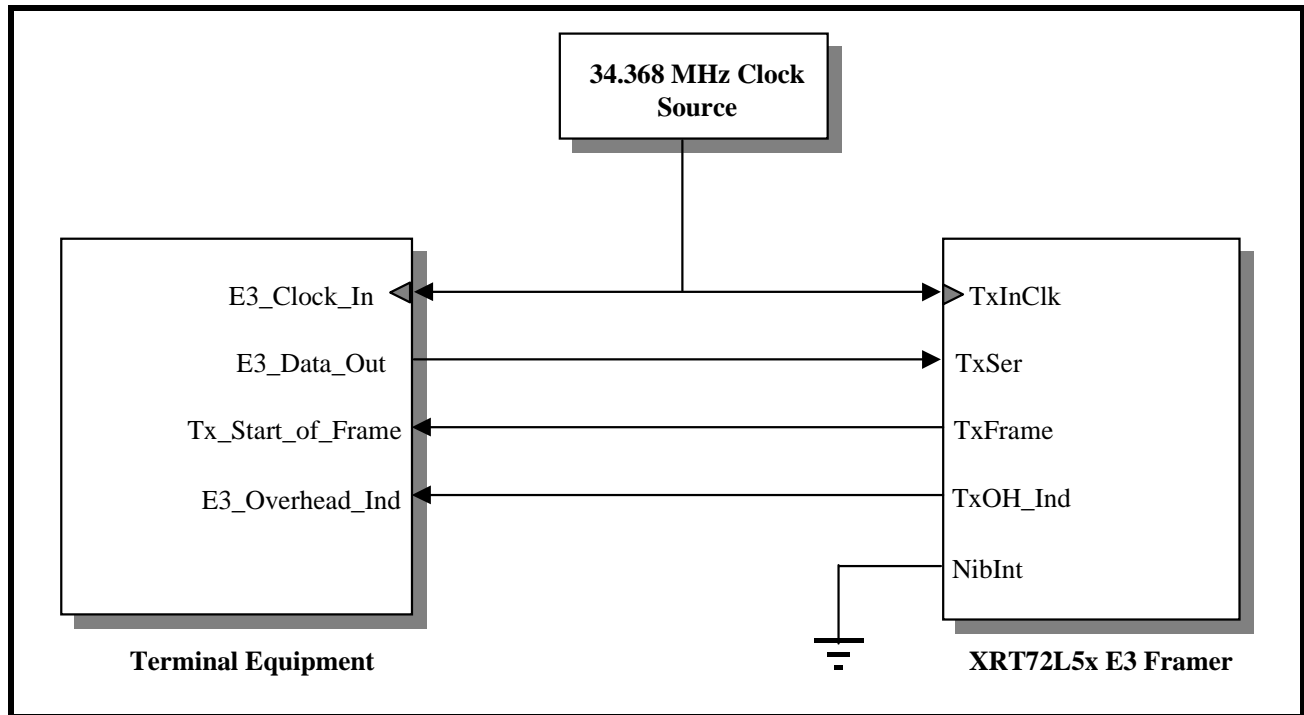 34.368 MHz Clock
Source
E3_Clock_In
E3_Data_Out
Tx_Start_of_Frame
E3_Overhead_Ind
TxInClk
TxSer
TxFrame
TxOH_Ind
NibInt
Terminal Equipment
XRT72L5x E3 Framer